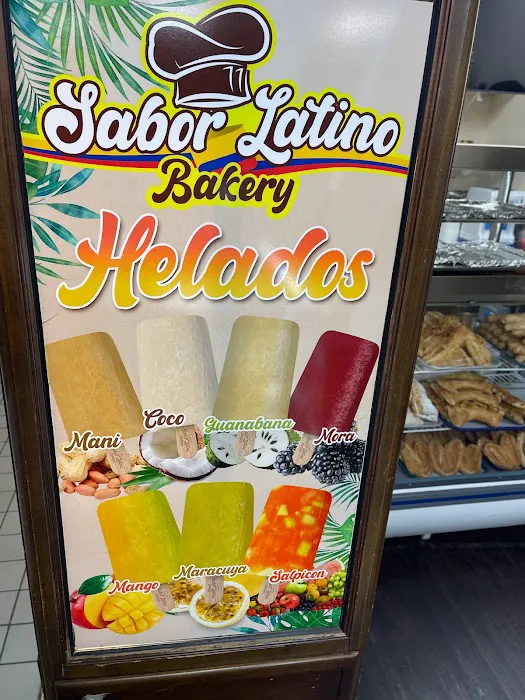 Sabor Latino
Bakery
Helados
Mani
Coco
Guanabana
Mora
Mango
Maracuya
Salpicon